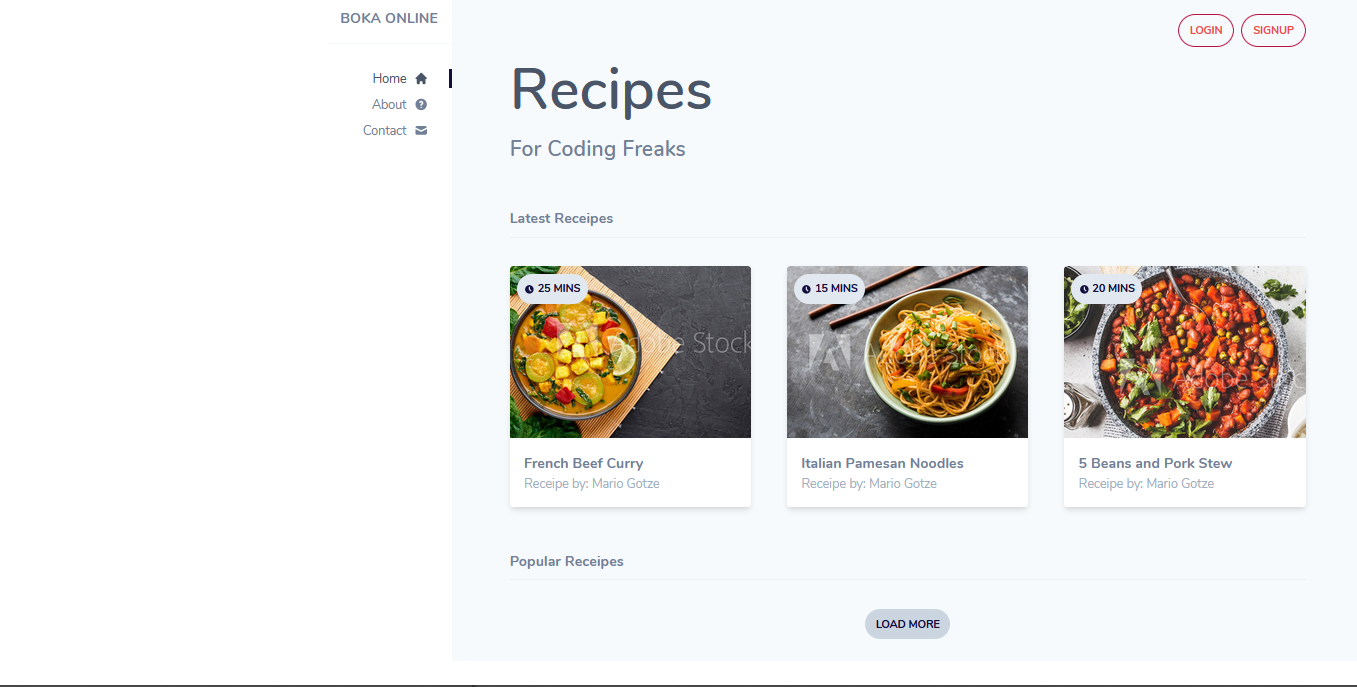 BOKA ONLINE
Home
About
Contact
LOGIN
SIGNUP
Recipes
For Coding Freaks
Latest Receipes
25 MINS
15 MINS
20 MINS
Adobe Stock
Adobe Stock
Adobe Stoc
French Beef Curry
Receipe by: Mario Gotze
Italian Pamesan Noodles
Receipe by: Mario Gotze
5 Beans and Pork Stew
Receipe by: Mario Gotze
Popular Receipes
LOAD MORE